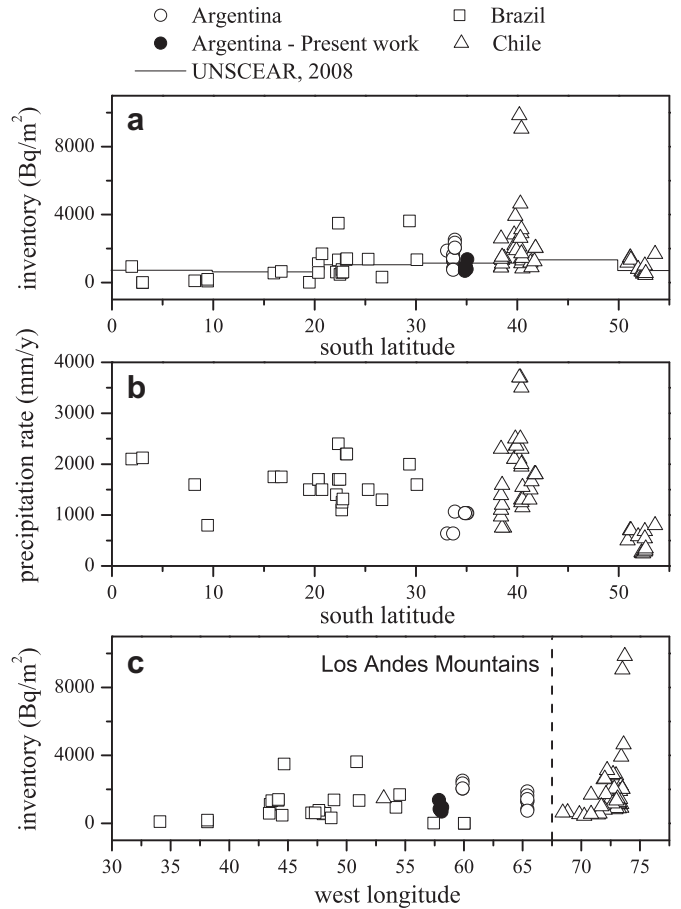 Argentina
Brazil
Argentina - Present work
Chile
UNSCEAR, 2008
a
inventory (Bq/m²)
8000
4000
0
0 10 20 30 40 50
south latitude
b
precipitation rate (mm/y)
4000
3000
2000
1000
0
0 10 20 30 40 50
south latitude
c
Los Andes Mountains
inventory (Bq/m²)
8000
4000
0
30 35 40 45 50 55 60 65 70 75
west longitude